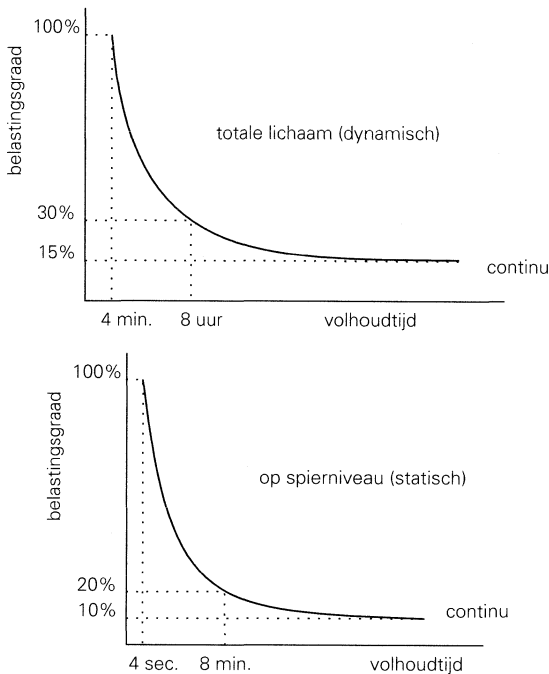 100%
belastingsgraad
totale lichaam (dynamisch)
30%
15%
continu
4 min. 8 uur volhoudtijd
100%
belastingsgraad
op spierniveau (statisch)
20%
10%
continu
4 sec. 8 min. volhoudtijd